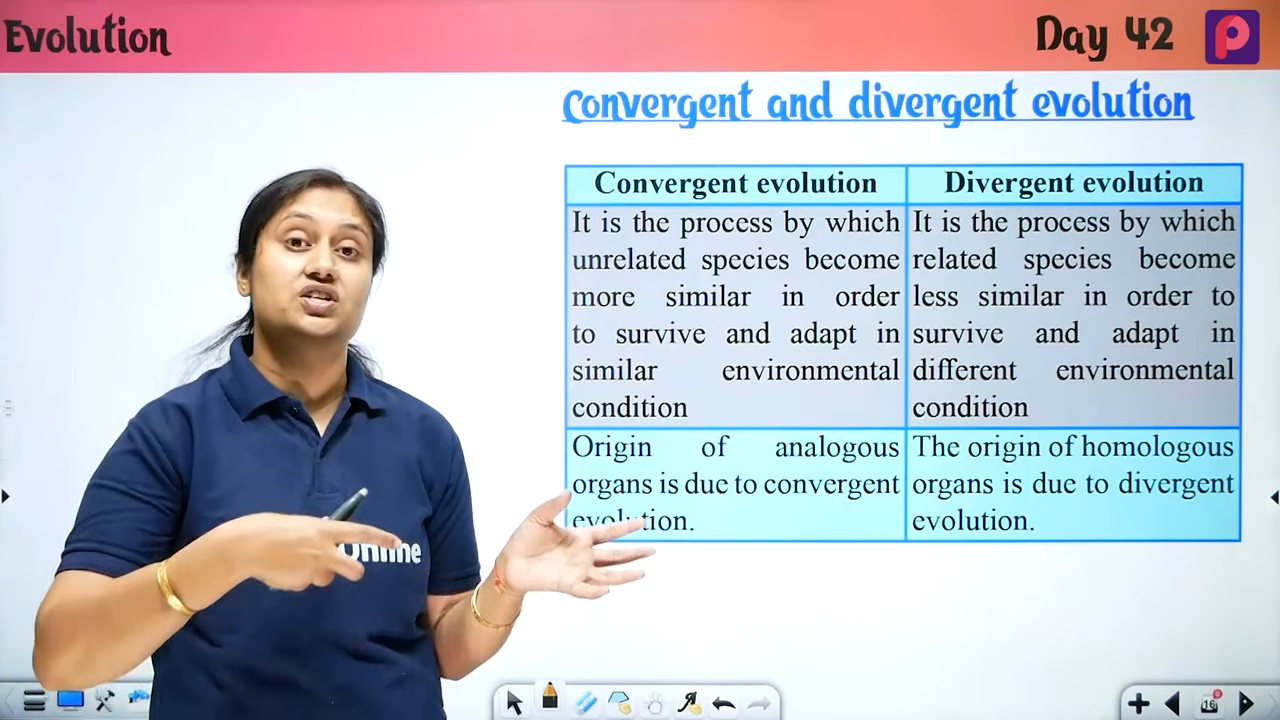 Evolution
Day 42
Convergent and divergent evolution
Convergent evolution
Divergent evolution
It is the process by which
unrelated species become
more similar in order
to survive and adapt in
similar environmental
condition
It is the process by which
related species become
less similar in order to
survive and adapt in
different environmental
condition
Origin of analogous
organs is due to convergent
evolution.
The origin of homologous
organs is due to divergent
evolution.
Online
16